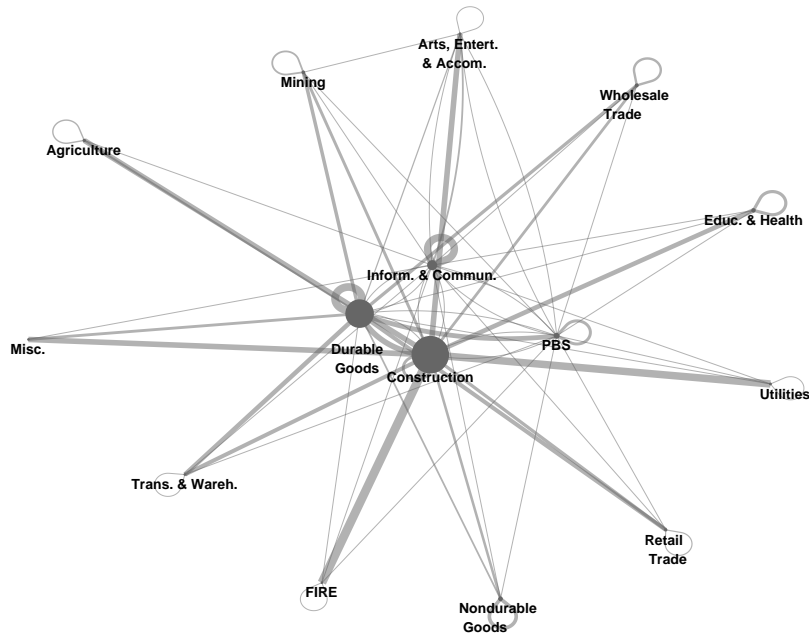 Arts, Entert.
& Accom.
Mining
Wholesale
Trade
Agriculture
Educ. & Health
Inform. & Commun.
Misc.
Durable
Goods
PBS
Construction
Utilities
Trans. & Wareh.
Retail
Trade
FIRE
Nondurable
Goods